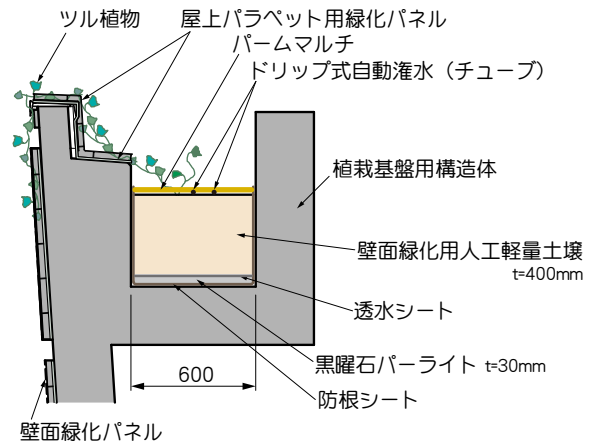 ツル植物
屋上パラペット用緑化パネル
パームマルチ
ドリップ式自動潅水（チューブ）
植栽基盤用構造体
壁面緑化用人工軽量土壌
t=400mm
透水シート
黒曜石パーライト t=30mm
防根シート
600
壁面緑化パネル